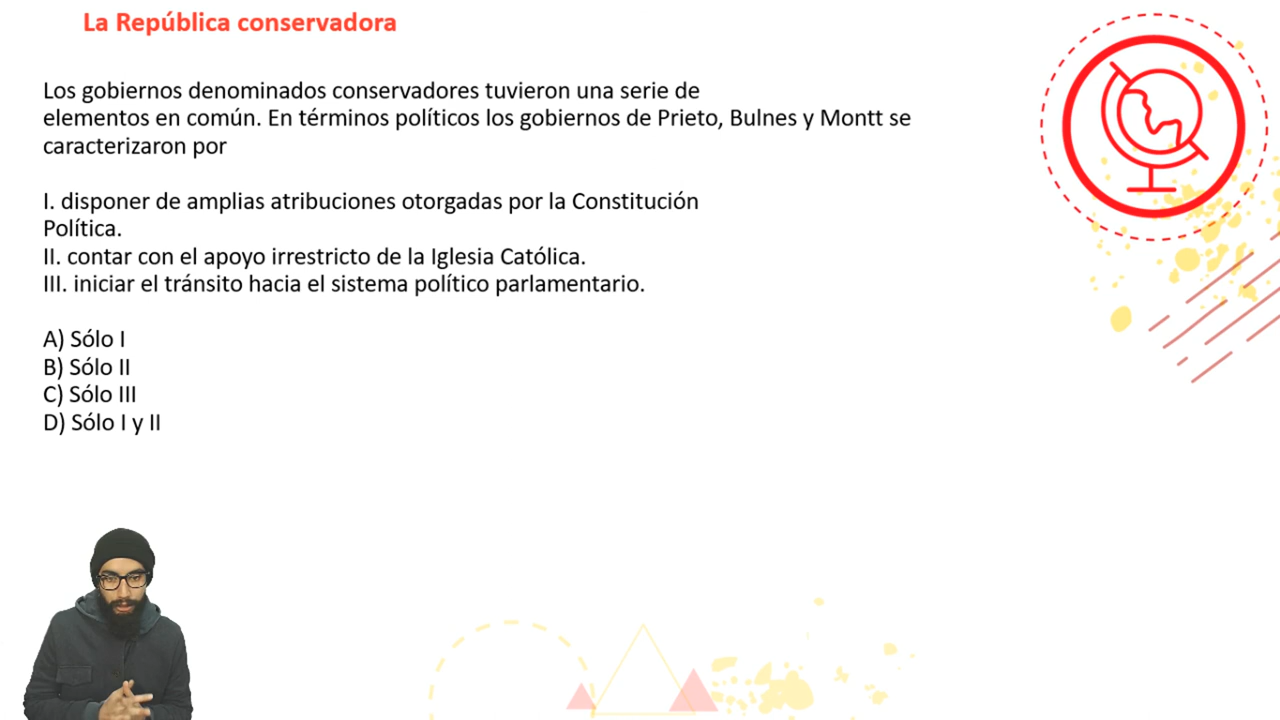 La República conservadora
Los gobiernos denominados conservadores tuvieron una serie de
elementos en común. En términos políticos los gobiernos de Prieto, Bulnes y Montt se
caracterizaron por
I. disponer de amplias atribuciones otorgadas por la Constitución
Política.
II. contar con el apoyo irrestricto de la Iglesia Católica.
III. iniciar el tránsito hacia el sistema político parlamentario.
A) Sólo I
B) Sólo II
C) Sólo III
D) Sólo I y II